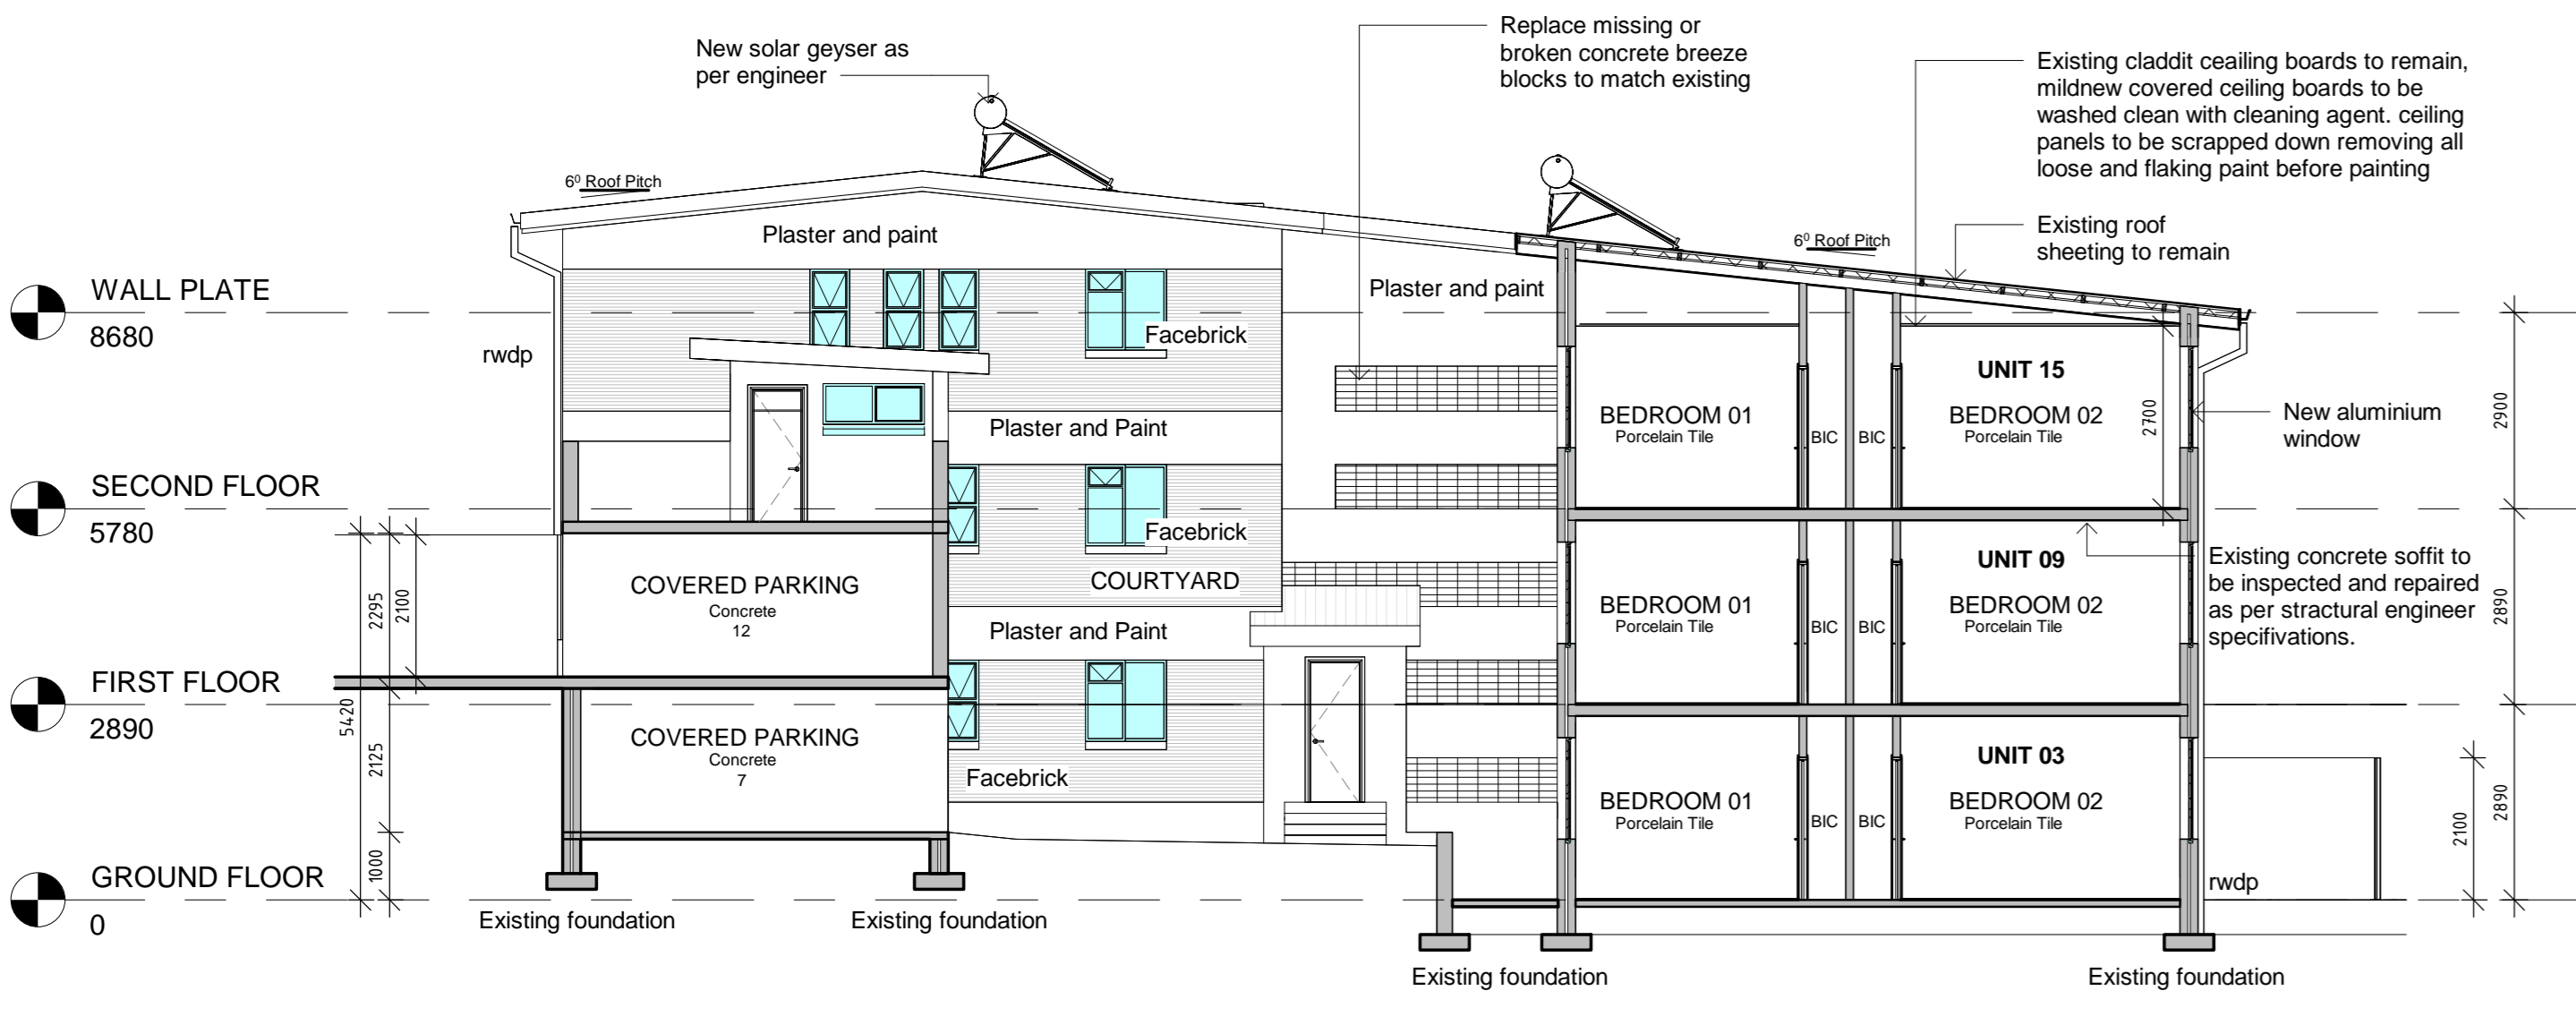 New solar geyser as
per engineer
Replace missing or
broken concrete breeze
blocks to match existing
Existing claddit ceailing boards to remain,
mildnew covered ceiling boards to be
washed clean with cleaning agent. ceiling
panels to be scrapped down removing all
loose and flaking paint before painting
6⁰ Roof Pitch
Existing roof
sheeting to remain
6⁰ Roof Pitch
Plaster and paint
Plaster and paint
WALL PLATE
8680
rwdp
Facebrick
UNIT 15
BEDROOM 01
Porcelain Tile
BIC
BIC
BEDROOM 02
Porcelain Tile
2700
New aluminium
window
2900
Plaster and Paint
SECOND FLOOR
5780
Facebrick
COURTYARD
COVERED PARKING
Concrete
12
2295
2100
Plaster and Paint
UNIT 09
BEDROOM 01
Porcelain Tile
BIC
BIC
BEDROOM 02
Porcelain Tile
Existing concrete soffit to
be inspected and repaired
as per stractural engineer
specifivations.
2890
FIRST FLOOR
2890
5420
2125
COVERED PARKING
Concrete
7
Facebrick
UNIT 03
BEDROOM 01
Porcelain Tile
BIC
BIC
BEDROOM 02
Porcelain Tile
2100
2890
1000
GROUND FLOOR
0
rwdp
Existing foundation
Existing foundation
Existing foundation
Existing foundation